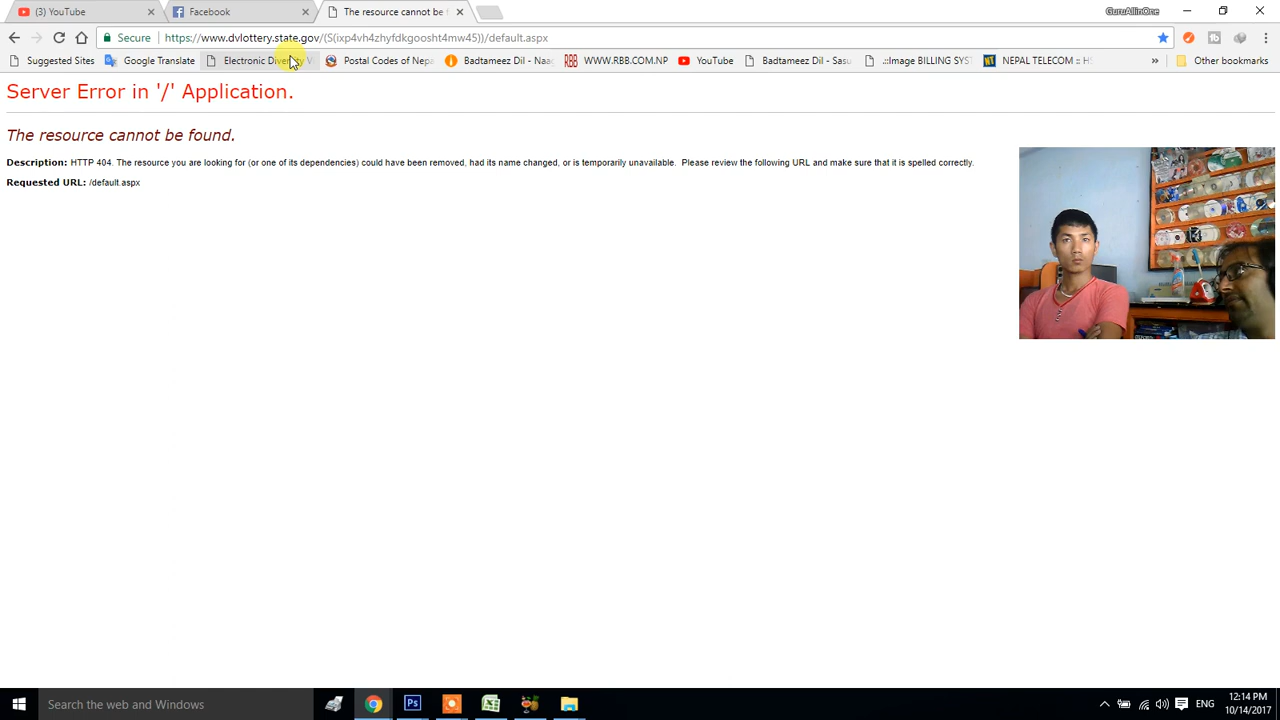 (3) YouTube
Facebook
The resource cannot be f
GuruAllinOne
Secure https://www.dvlottery.state.gov/(S(ixp4vh4zhyfdkgoosht4mw45))/default.aspx
Suggested Sites Google Translate Electronic Diversity V Postal Codes of Nepa Badtameez Dil - Naa WWW.RBB.COM.NP YouTube Badtameez Dil - Sasu .::Image BILLING SYS NT NEPAL TELECOM :: H » Other bookmarks
Server Error in '/' Application.
The resource cannot be found.
Description: HTTP 404. The resource you are looking for (or one of its dependencies) could have been removed, had its name changed, or is temporarily unavailable. Please review the following URL and make sure that it is spelled correctly.
Requested URL: /default.aspx
Search the web and Windows
Ps
ENG
12:14 PM
10/14/2017